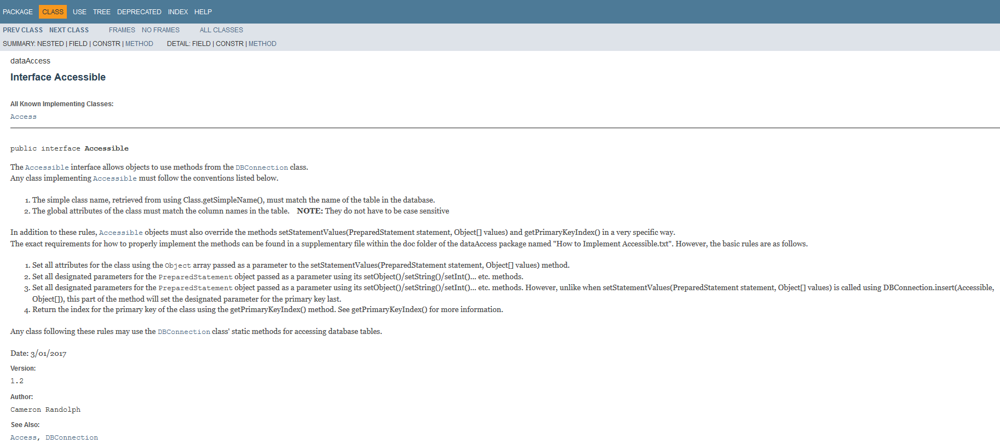 PACKAGE CLASS USE TREE DEPRECATED INDEX HELP
PREV CLASS NEXT CLASS FRAMES NO FRAMES ALL CLASSES
SUMMARY: NESTED | FIELD | CONSTR | METHOD DETAIL: FIELD | CONSTR | METHOD
dataAccess
Interface Accessible
All Known Implementing Classes:
Access
public interface Accessible
The Accessible interface allows objects to use methods from the DBConnection class.
Any class implementing Accessible must follow the conventions listed below.
1. The simple class name, retrieved from using Class.getSimpleName(), must match the name of the table in the database.
2. The global attributes of the class must match the column names in the table. NOTE: They do not have to be case sensitive
In addition to these rules, Accessible objects must also override the methods setStatementValues(PreparedStatement statement, Object[] values) and getPrimaryKeyIndex() in a very specific way.
The exact requirements for how to properly implement the methods can be found in a supplementary file within the doc folder of the dataAccess package named "How to Implement Accessible.txt". However, the basic rules are as follows.
1. Set all attributes for the class using the Object array passed as a parameter to the setStatementValues(PreparedStatement statement, Object[] values) method.
2. Set all designated parameters for the PreparedStatement object passed as a parameter using its setObject()/setString()/setInt()... etc. methods.
3. Set all designated parameters for the PreparedStatement object passed as a parameter using its setObject()/setString()/setInt()... etc. methods. However, unlike when setStatementValues(PreparedStatement statement, Object[] values) is called using DBConnection.insert(Accessible,
Object[]), this part of the method will set the designated parameter for the primary key last.
4. Return the index for the primary key of the class using the getPrimaryKeyIndex() method. See getPrimaryKeyIndex() for more information.
Any class following these rules may use the DBConnection class' static methods for accessing database tables.
Date: 3/01/2017
Version:
1.2
Author:
Cameron Randolph
See Also:
Access, DBConnection